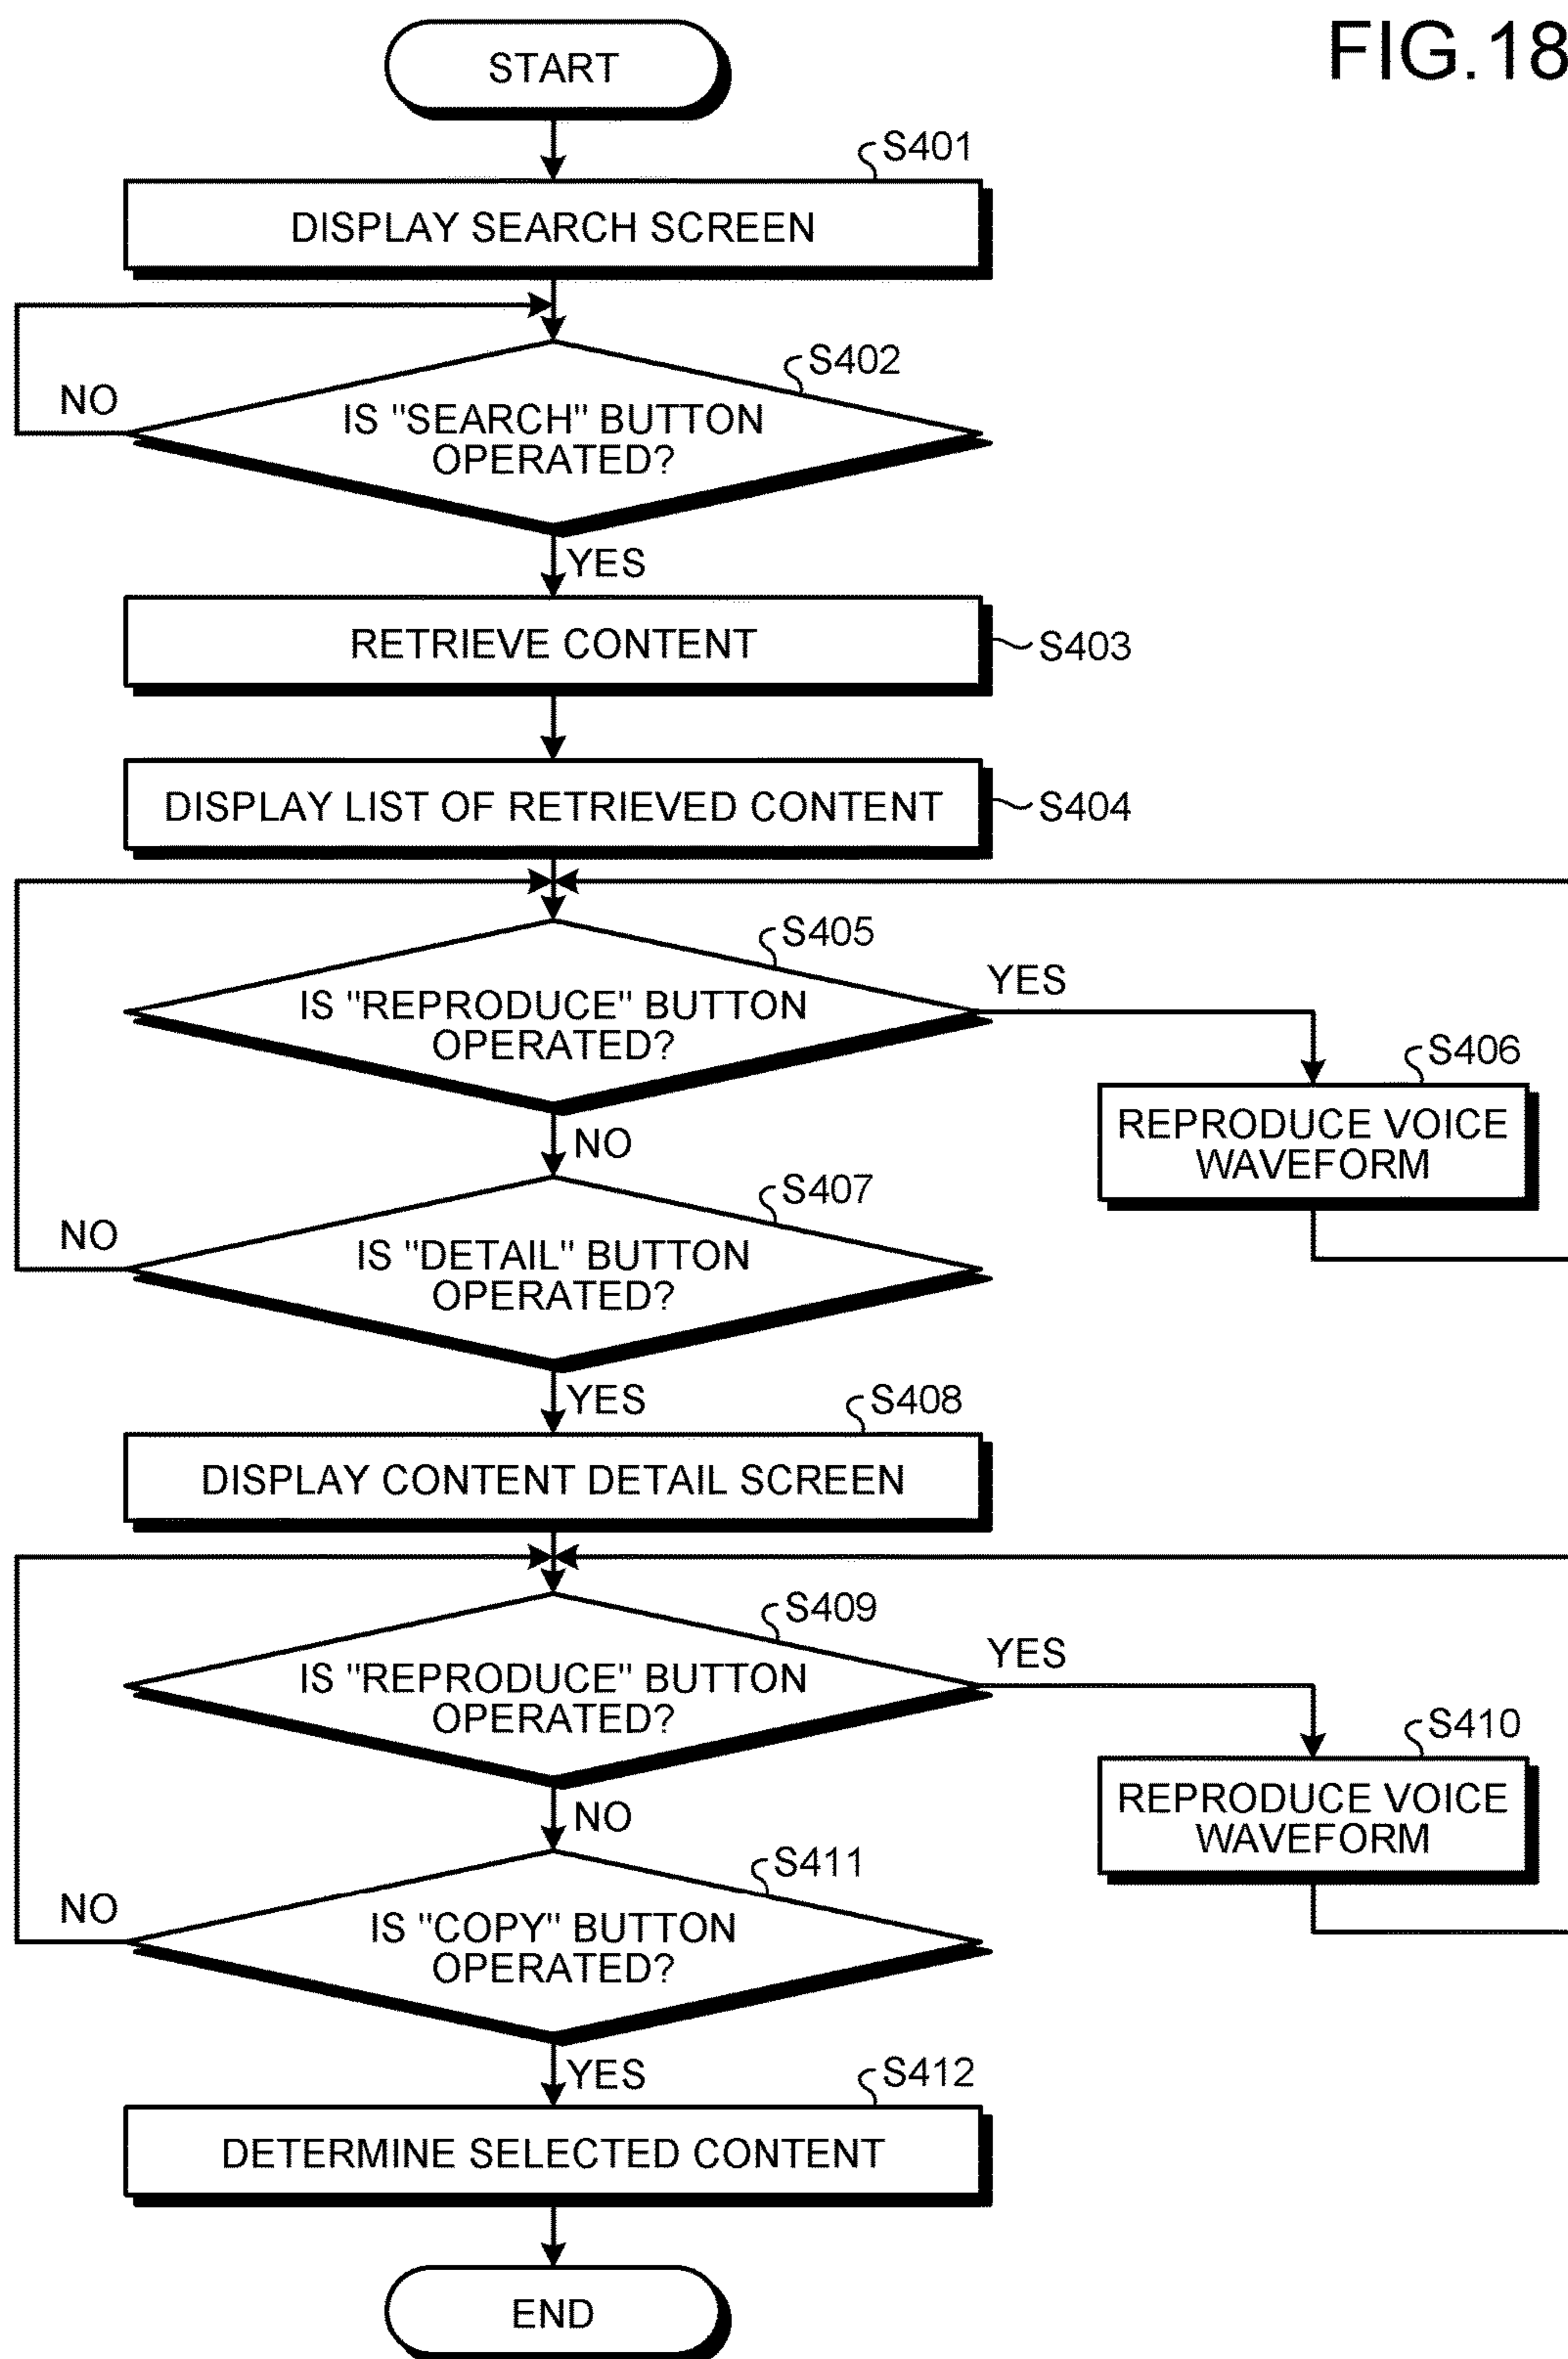 FIG.18
START
S401
DISPLAY SEARCH SCREEN
S402
NO
IS "SEARCH" BUTTON
OPERATED?
YES
RETRIEVE CONTENT
S403
DISPLAY LIST OF RETRIEVED CONTENT
S404
S405
YES
IS "REPRODUCE" BUTTON
OPERATED?
S406
REPRODUCE VOICE
WAVEFORM
NO
S407
NO
IS "DETAIL" BUTTON
OPERATED?
YES
S408
DISPLAY CONTENT DETAIL SCREEN
S409
YES
IS "REPRODUCE" BUTTON
OPERATED?
S410
REPRODUCE VOICE
WAVEFORM
NO
S411
NO
IS "COPY" BUTTON
OPERATED?
YES
S412
DETERMINE SELECTED CONTENT
END